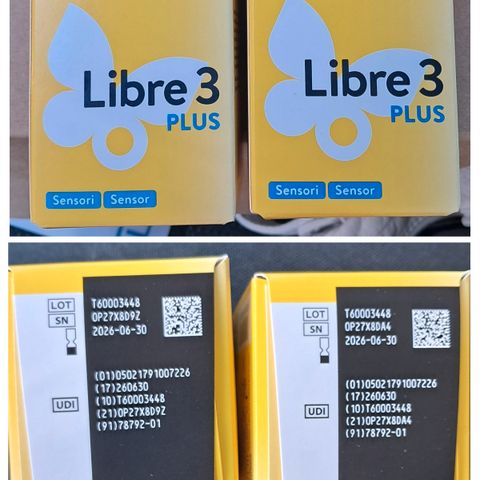 Libre 3
PLUS
Sensori Sensor
Libre 3
PLUS
Sensori Sensor
LOT T60003448
SN 0P27X8D9Z
2026-06-30
(01)05021791007226
(17)260630
UDI (10)T60003448
(21)0P27X8D9Z
(91)78792-01
LOT T60003448
SN 0P27X8DA4
2026-06-30
(01)05021791007226
(17)260630
UDI (10)T60003448
(21)0P27X8DA4
(91)78792-01